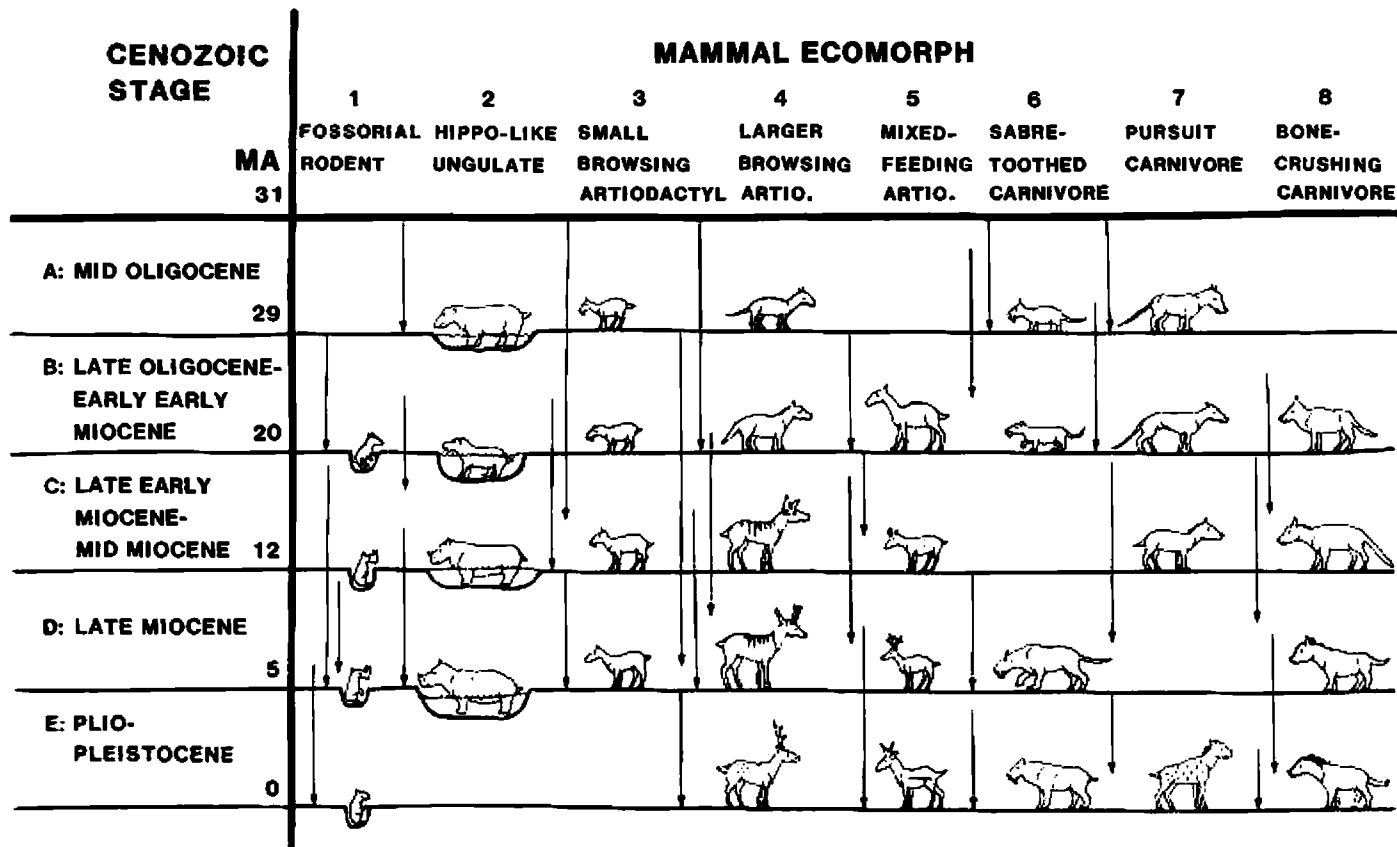 CENOZOIC
STAGE
MA
31
MAMMAL ECOMORPH
1
FOSSORIAL
RODENT
2
HIPPO-LIKE
UNGULATE
3
SMALL
BROWSING
ARTIODACTYL
4
LARGER
BROWSING
ARTIO.
5
MIXED-
FEEDING
ARTIO.
6
SABRE-
TOOTHED
CARNIVORE
7
PURSUIT
CARNIVORE
8
BONE-
CRUSHING
CARNIVORE
A: MID OLIGOCENE
29
B: LATE OLIGOCENE-
EARLY EARLY
MIOCENE 20
C: LATE EARLY
MIOCENE-
MID MIOCENE 12
D: LATE MIOCENE
5
E: PLIO-
PLEISTOCENE
0